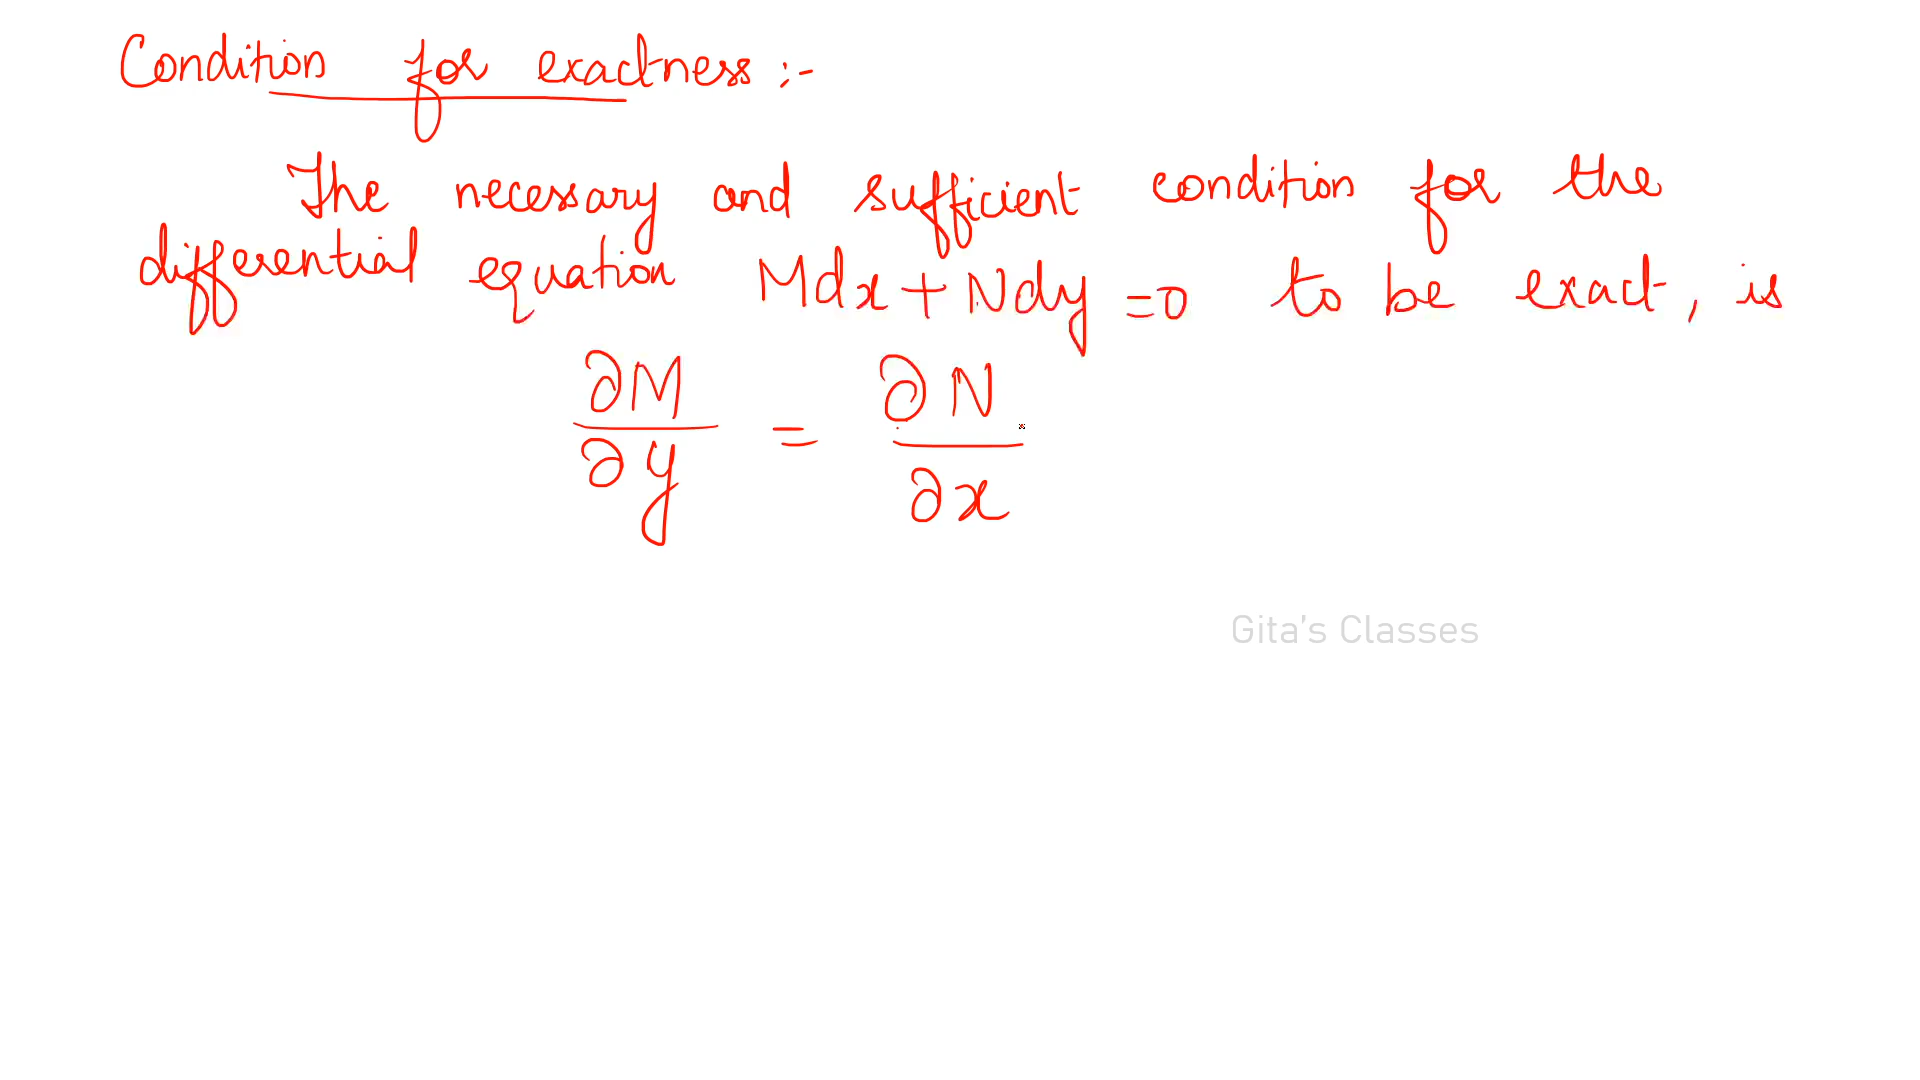 Condition for exactness :-
The necessary and sufficient condition for the
differential equation Mdx + Ndy = 0 to be exact, is
∂M/∂y = ∂N/∂x
Gita's Classes